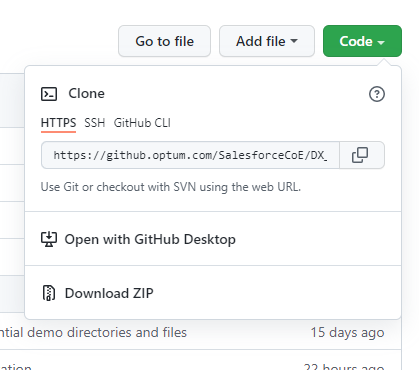 Go to file Add file Code
Clone
HTTPS SSH GitHub CLI
https://github.optum.com/SalesforceCoE/DX_
Use Git or checkout with SVN using the web URL.
Open with GitHub Desktop
Download ZIP
demo directories and files 15 days ago
22 hours ago